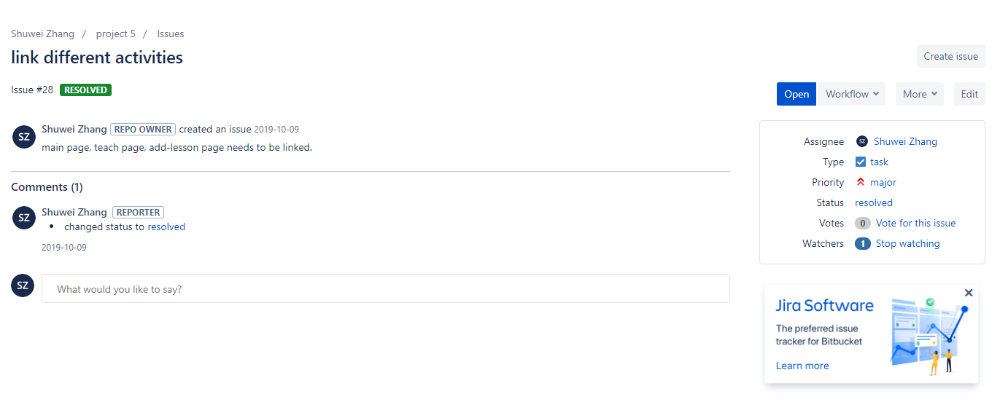 Shuwei Zhang / project 5 / Issues
link different activities
Create issue
Issue #28 RESOLVED
Open Workflow More Edit
SZ Shuwei Zhang REPO OWNER created an issue 2019-10-09
main page, teach page, add-lesson page needs to be linked.
Comments (1)
SZ Shuwei Zhang REPORTER
• changed status to resolved
2019-10-09
SZ What would you like to say?
Assignee SZ Shuwei Zhang
Type task
Priority major
Status resolved
Votes 0 Vote for this issue
Watchers 1 Stop watching
Jira Software
The preferred issue
tracker for Bitbucket
Learn more